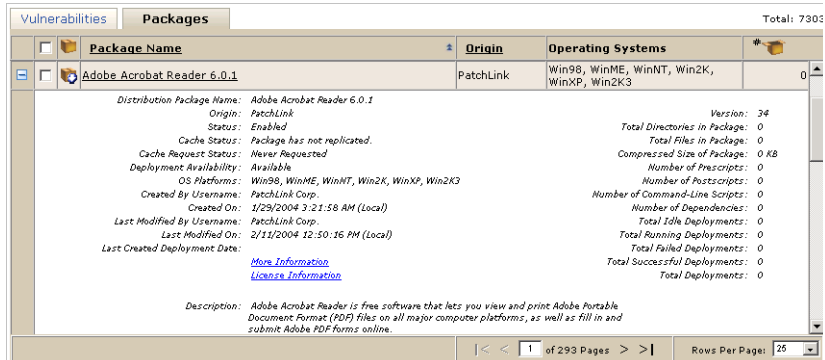 Vulnerabilities Packages Total: 7303
Package Name Origin Operating Systems #
Adobe Acrobat Reader 6.0.1 PatchLink Win98, WinME, WinNT, Win2K, WinXP, Win2K3 0
Distribution Package Name: Adobe Acrobat Reader 6.0.1
Origin: PatchLink Version: 34
Status: Enabled Total Directories in Package: 0
Cache Status: Package has not replicated. Total Files in Package: 0
Cache Request Status: Never Requested Compressed Size of Package: 0 KB
Deployment Availability: Available Number of Prescripts: 0
OS Platforms: Win98, WinME, WinNT, Win2K, WinXP, Win2K3 Number of Postscripts: 0
Created By Username: PatchLink Corp. Number of Command-Line Scripts: 0
Created On: 1/29/2004 3:21:58 AM (Local) Number of Dependencies: 0
Last Modified By Username: PatchLink Corp. Total Idle Deployments: 0
Last Modified On: 2/11/2004 12:50:16 PM (Local) Total Running Deployments: 0
Last Created Deployment Date: Total Failed Deployments: 0
More Information Total Successful Deployments: 0
License Information Total Deployments: 0
Description: Adobe Acrobat Reader is free software that lets you view and print Adobe Portable
Document Format (PDF) files on all major computer platforms, as well as fill in and
submit Adobe PDF forms online.
|< < 1 of 293 Pages > >| Rows Per Page: 25